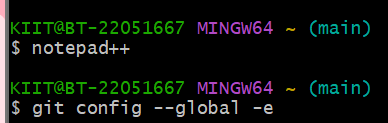 KIIT@BT-22051667 MINGW64 ~ (main)
$ notepad++
KIIT@BT-22051667 MINGW64 ~ (main)
$ git config --global -e